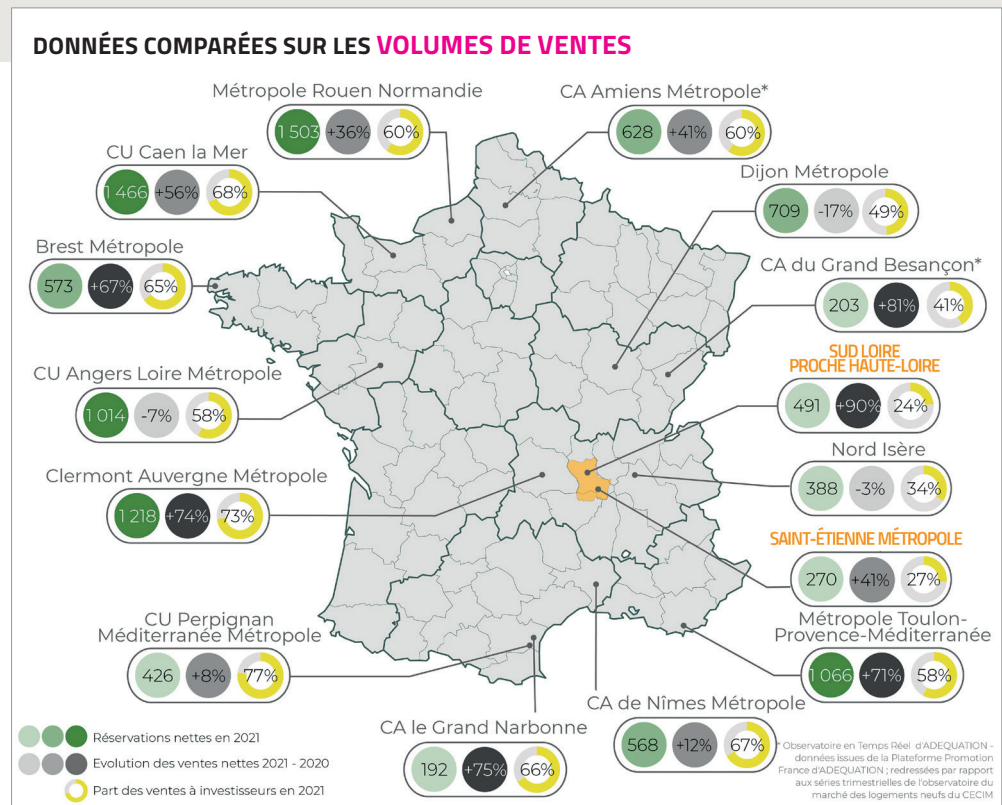 DONNÉES COMPARÉES SUR LES VOLUMES DE VENTES
Métropole Rouen Normandie
1 503 +36% 60%
CA Amiens Métropole*
628 +41% 60%
CU Caen la Mer
1 466 +56% 68%
Dijon Métropole
709 -17% 49%
Brest Métropole
573 +67% 65%
CA du Grand Besançon*
203 +81% 41%
SUD LOIRE
PROCHE HAUTE-LOIRE
491 +90% 24%
CU Angers Loire Métropole
1 014 -7% 58%
Nord Isère
388 -3% 34%
Clermont Auvergne Métropole
1 218 +74% 73%
SAINT-ÉTIENNE MÉTROPOLE
270 +41% 27%
CU Perpignan
Méditerranée Métropole
426 +8% 77%
Métropole Toulon-
Provence-Méditerranée
1 066 +71% 58%
CA le Grand Narbonne
192 +75% 66%
CA de Nîmes Métropole
568 +12% 67%
Réservations nettes en 2021
Evolution des ventes nettes 2021 - 2020
Part des ventes à investisseurs en 2021
* Observatoire en Temps Réel d'ADEQUATION -
données issues de la Plateforme Promotion
France d'ADEQUATION ; redressées par rapport
aux séries trimestrielles de l'observatoire du
marché des logements neufs du CECIM